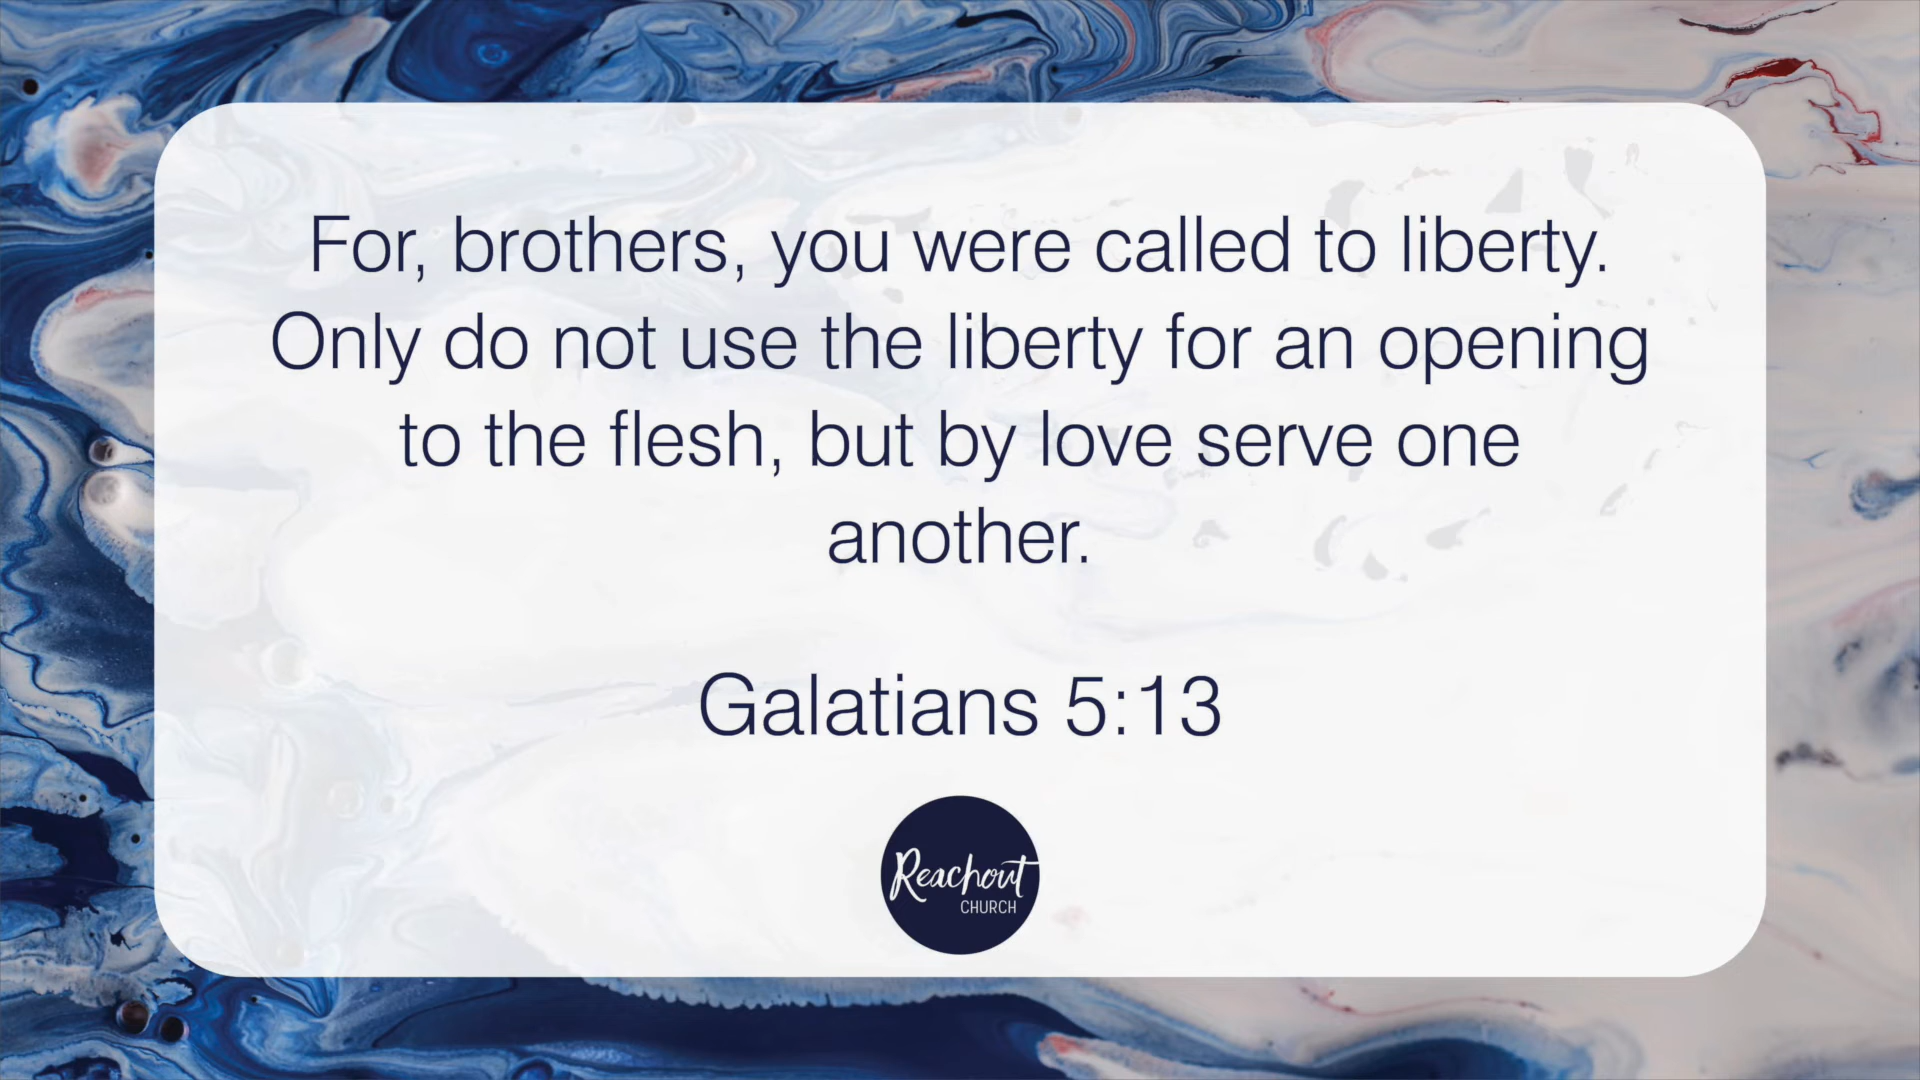 For, brothers, you were called to liberty.
Only do not use the liberty for an opening
to the flesh, but by love serve one
another.
Galatians 5:13
Reachout
CHURCH